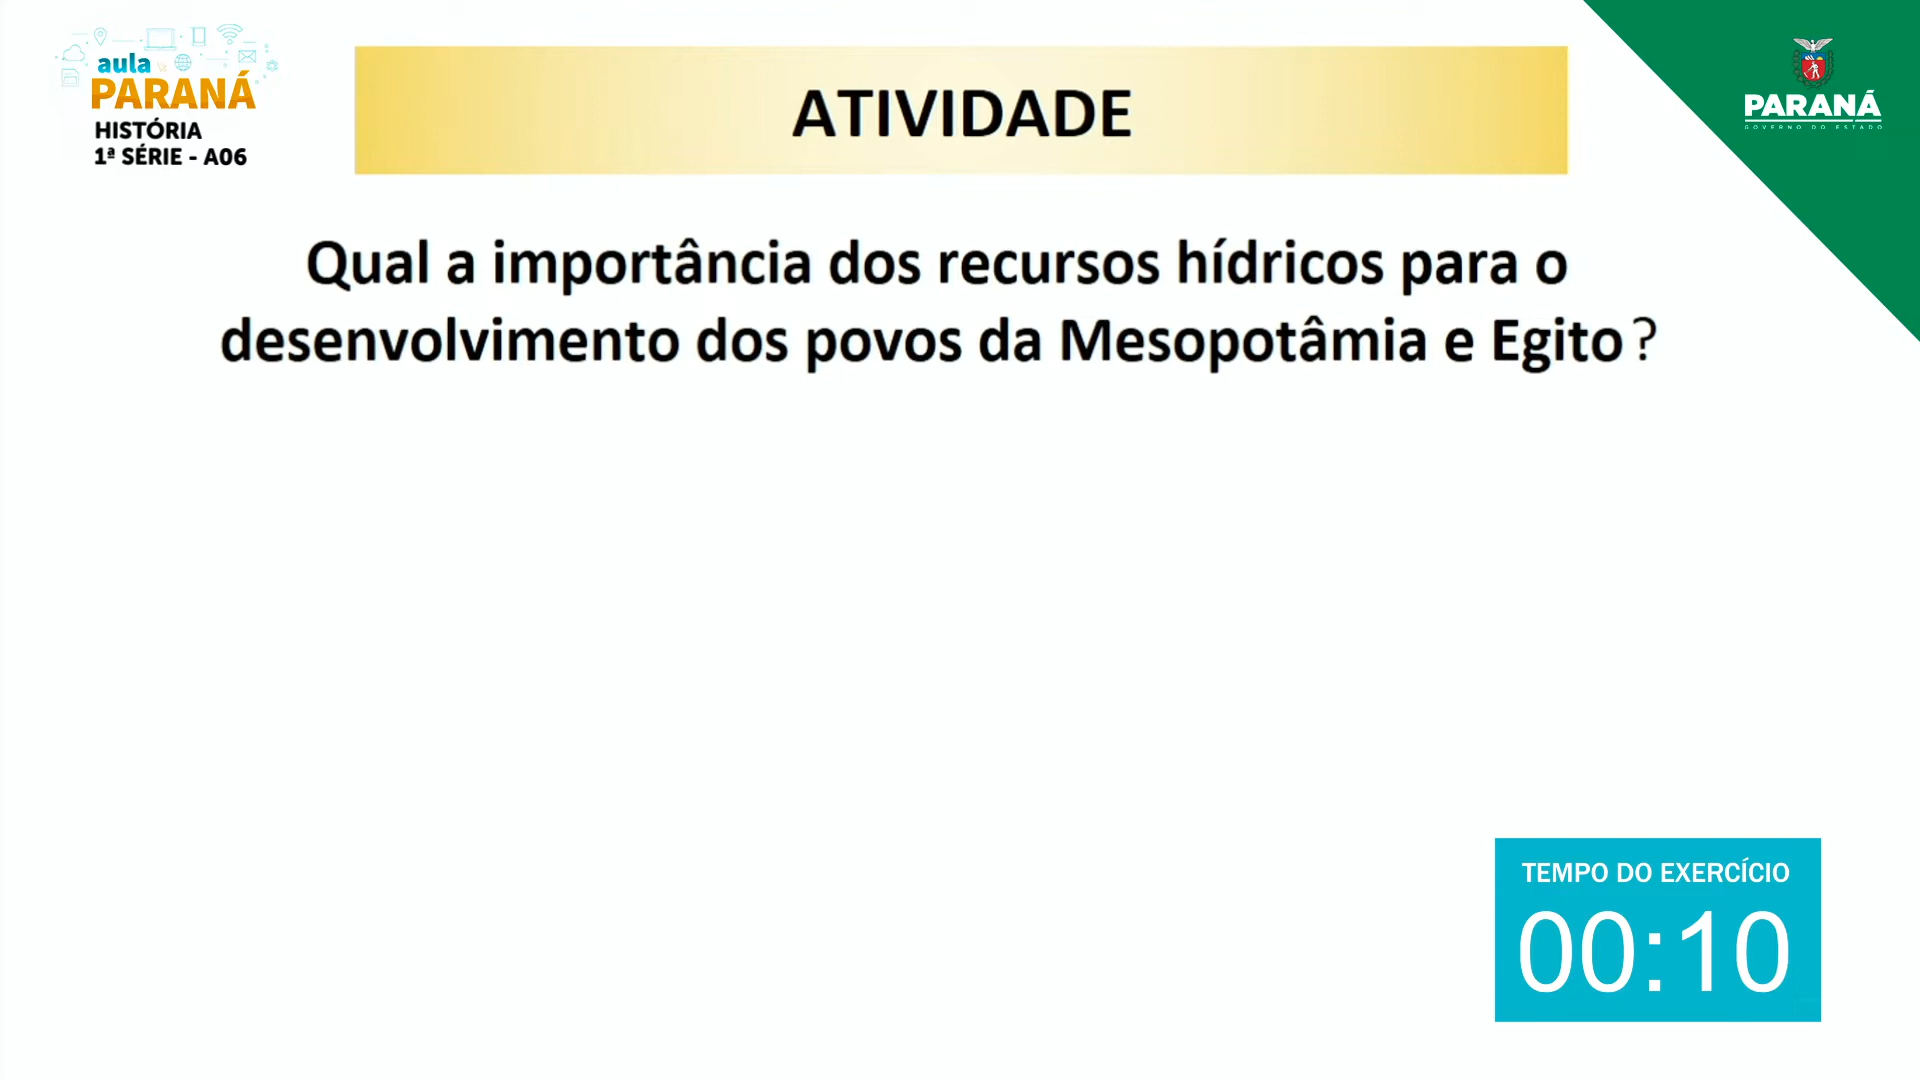 aula
PARANÁ
HISTÓRIA
1ª SÉRIE - A06
ATIVIDADE
PARANÁ
GOVERNO DO ESTADO
Qual a importância dos recursos hídricos para o
desenvolvimento dos povos da Mesopotâmia e Egito?
TEMPO DO EXERCÍCIO
00:10